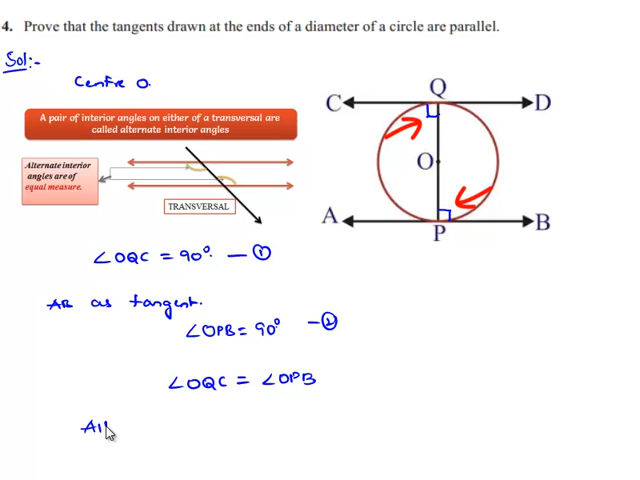 4. Prove that the tangents drawn at the ends of a diameter of a circle are parallel.
Sol:-
Centre O.
A pair of interior angles on either of a transversal are
called alternate interior angles
Alternate interior
angles are of
equal measure.
TRANSVERSAL
C
Q
D
O
A
P
B
∠OQC = 90°. — ①
AB as tangent.
∠OPB = 90° — ②
∠OQC = ∠OPB
Al